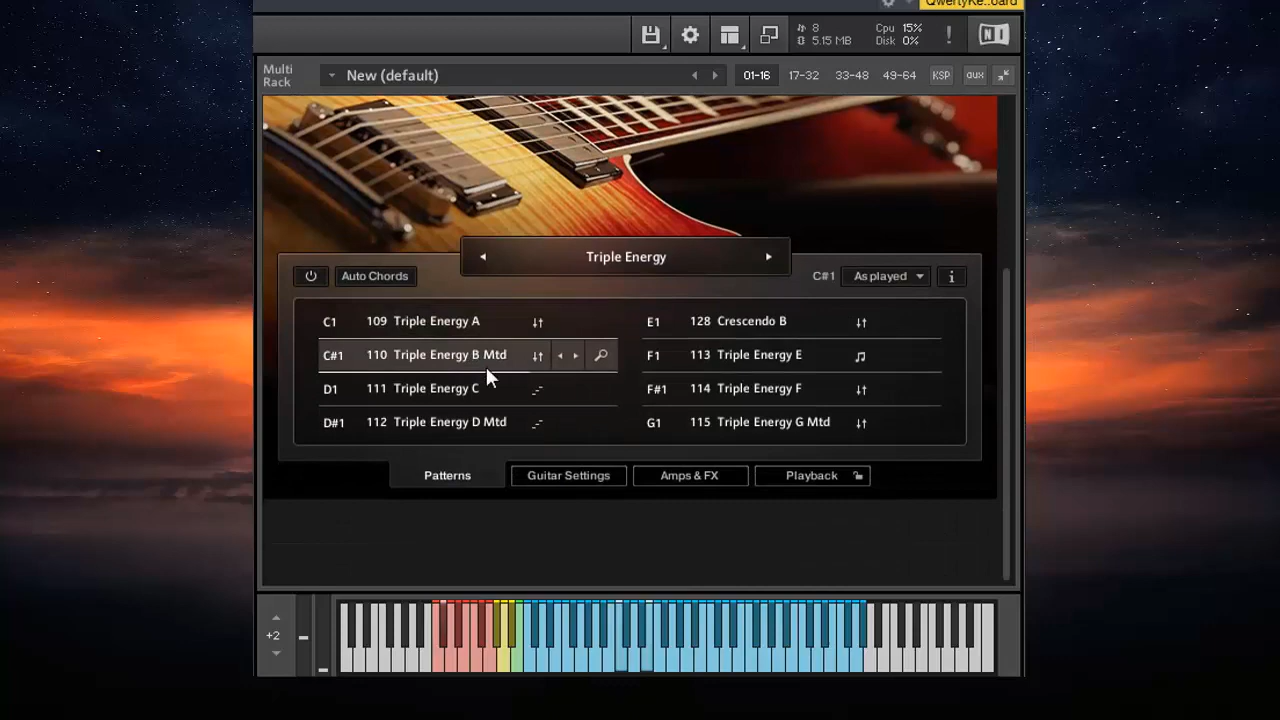 QwertyKe..oard
8
5.15 MB
Cpu 15%
Disk 0%
!
NI
Multi
Rack
New (default)
01-16 17-32 33-48 49-64 KSP aux
Triple Energy
Auto Chords
C#1 As played i
C1 109 Triple Energy A
E1 128 Crescendo B
C#1 110 Triple Energy B Mtd
F1 113 Triple Energy E
D1 111 Triple Energy C
F#1 114 Triple Energy F
D#1 112 Triple Energy D Mtd
G1 115 Triple Energy G Mtd
Patterns Guitar Settings Amps & FX Playback
+2